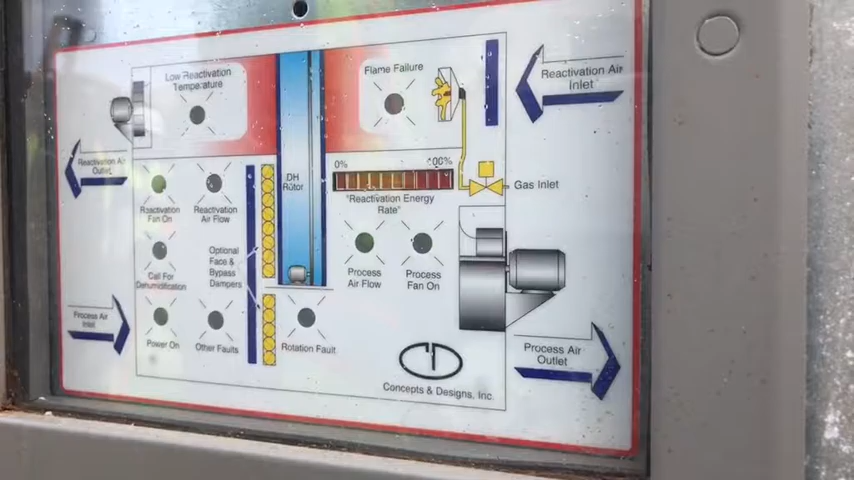 Low Reactivation
Temperature
Flame Failure
Reactivation Air
Inlet
Reactivation Air
Outlet
DH
Rotor
0%
100%
"Reactivation Energy
Rate"
Gas Inlet
Reactivation
Fan On
Reactivation
Air Flow
Optional
Face &
Bypass
Dampers
Call For
Dehumidification
Process
Air Flow
Process
Fan On
Process Air
Inlet
Power On
Other Faults
Rotation Fault
Process Air
Outlet
Concepts & Designs, Inc.